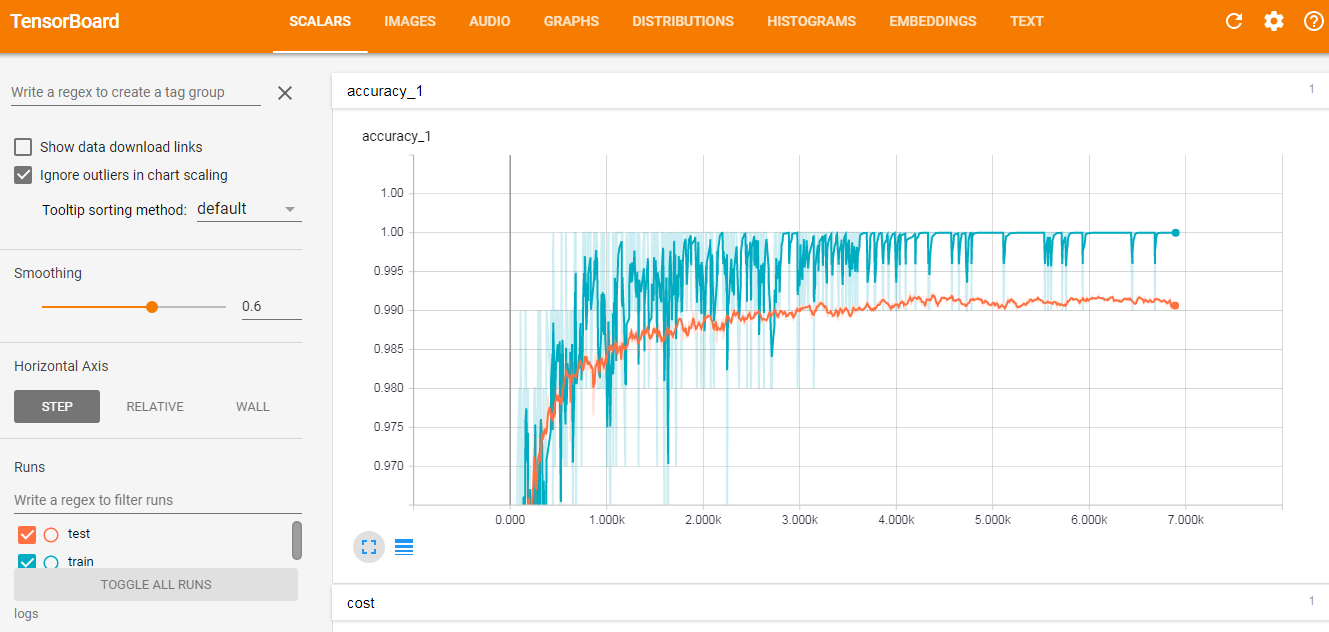 TensorBoard SCALARS IMAGES AUDIO GRAPHS DISTRIBUTIONS HISTOGRAMS EMBEDDINGS TEXT
Write a regex to create a tag group
Show data download links
Ignore outliers in chart scaling
Tooltip sorting method: default
Smoothing
0.6
Horizontal Axis
STEP RELATIVE WALL
Runs
Write a regex to filter runs
test
train
TOGGLE ALL RUNS
logs
accuracy_1 1
accuracy_1
1.00
1.00
0.995
0.990
0.985
0.980
0.975
0.970
0.000 1.000k 2.000k 3.000k 4.000k 5.000k 6.000k 7.000k
cost 1